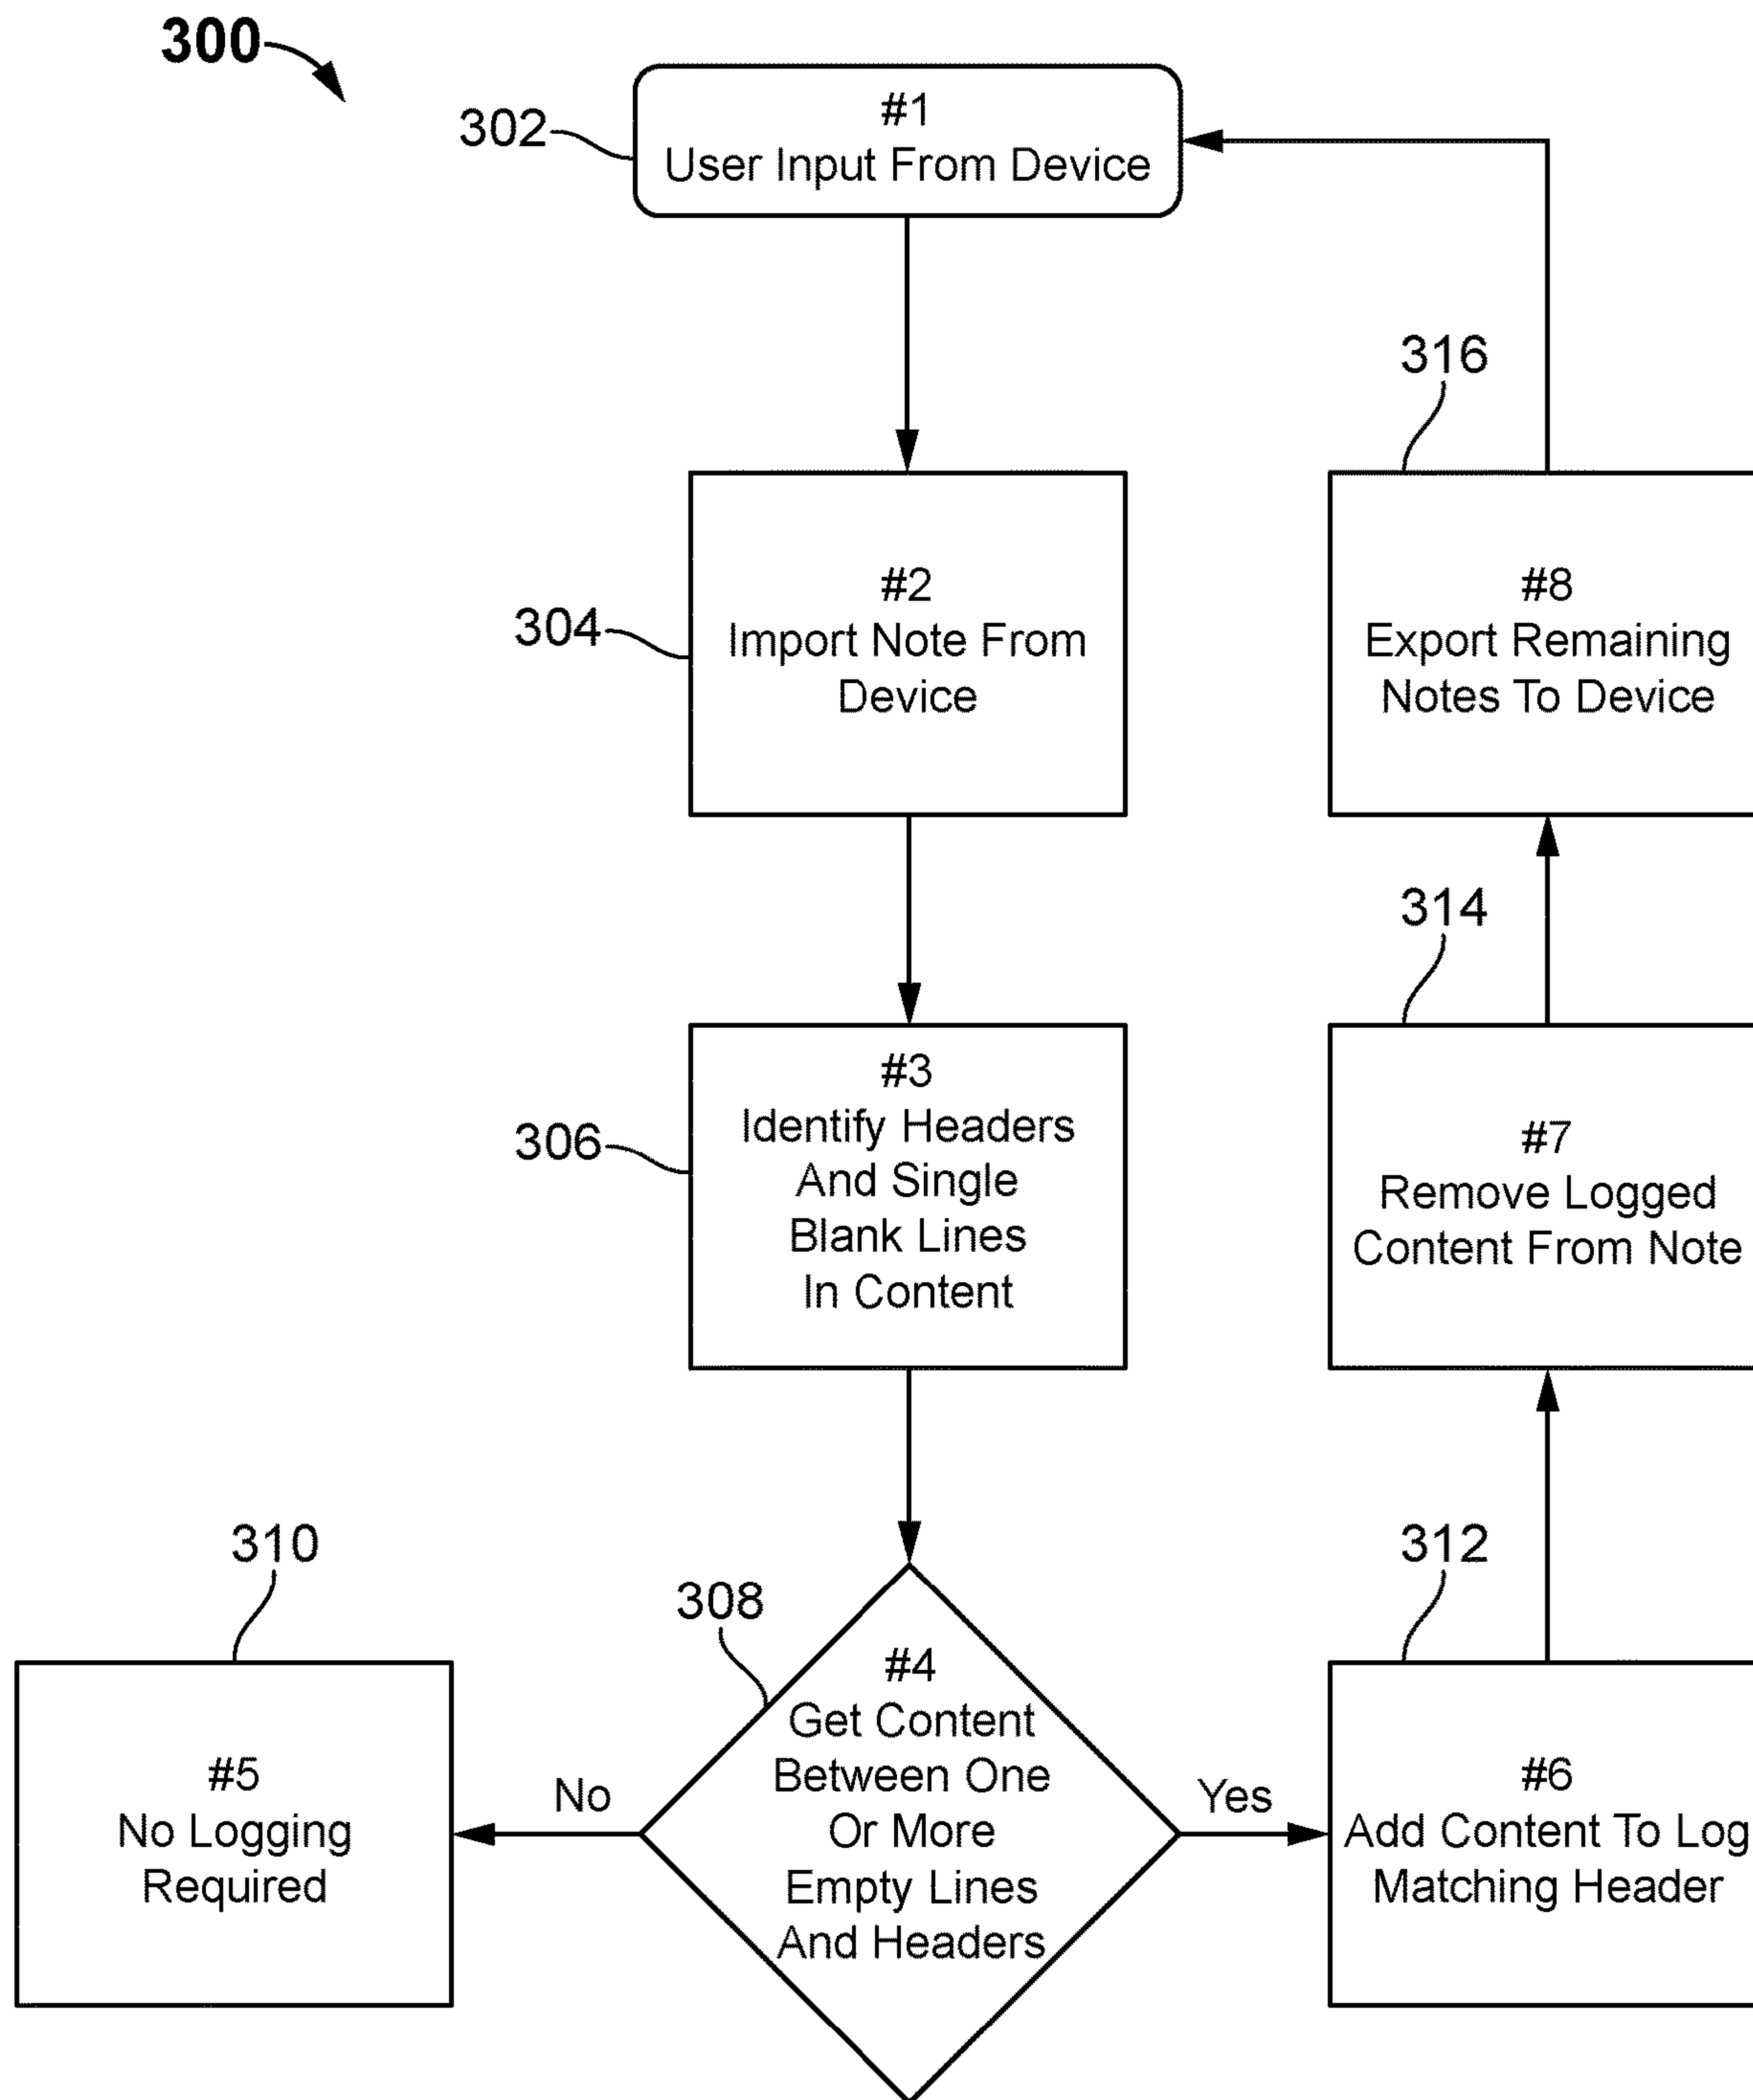 300
302
#1
User Input From Device
316
304
#2
Import Note From
Device
#8
Export Remaining
Notes To Device
314
306
#3
Identify Headers
And Single
Blank Lines
In Content
#7
Remove Logged
Content From Note
310
308
312
#5
No Logging
Required
No
#4
Get Content
Between One
Or More
Empty Lines
And Headers
Yes
#6
Add Content To Log
Matching Header